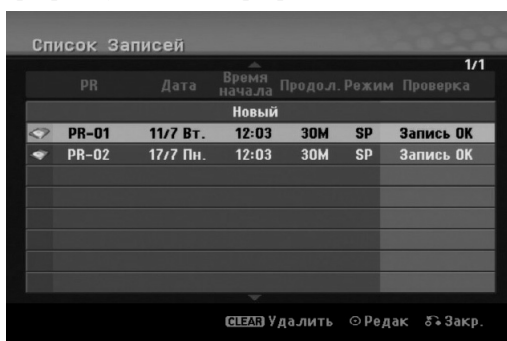 Список Записей
1/1
PR Дата Время начала Продол. Режим Проверка
Новый
PR-01 11/7 Вт. 12:03 30M SP Запись OK
PR-02 17/7 Пн. 12:03 30M SP Запись OK
CLEAR Удалить Редак Закр.